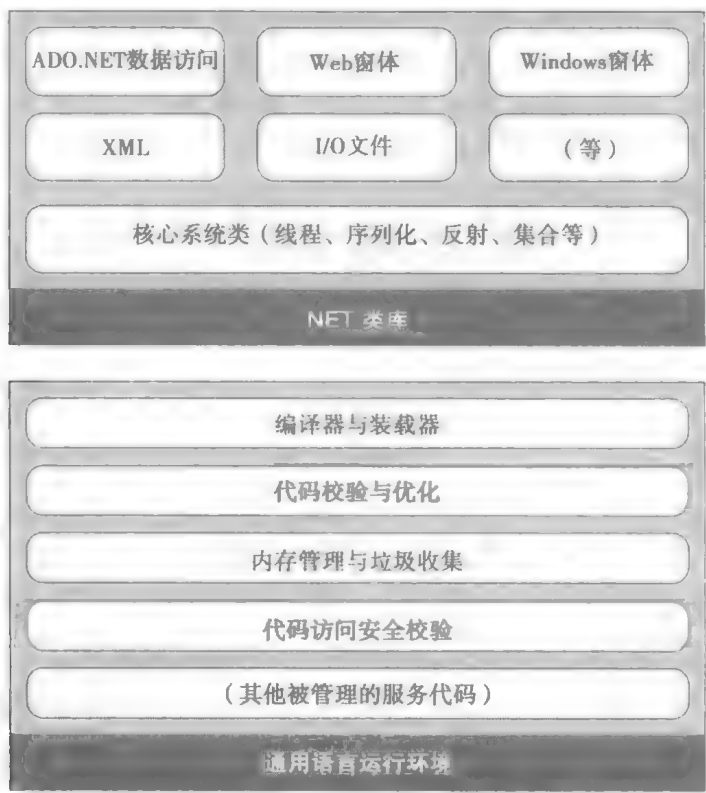 ADO.NET数据访问
Web窗体
Windows窗体
XML
I/O文件
（等）
核心系统类（线程、序列化、反射、集合等）
NET 类库
编译器与装载器
代码校验与优化
内存管理与垃圾收集
代码访问安全校验
（其他被管理的服务代码）
通用语言运行环境